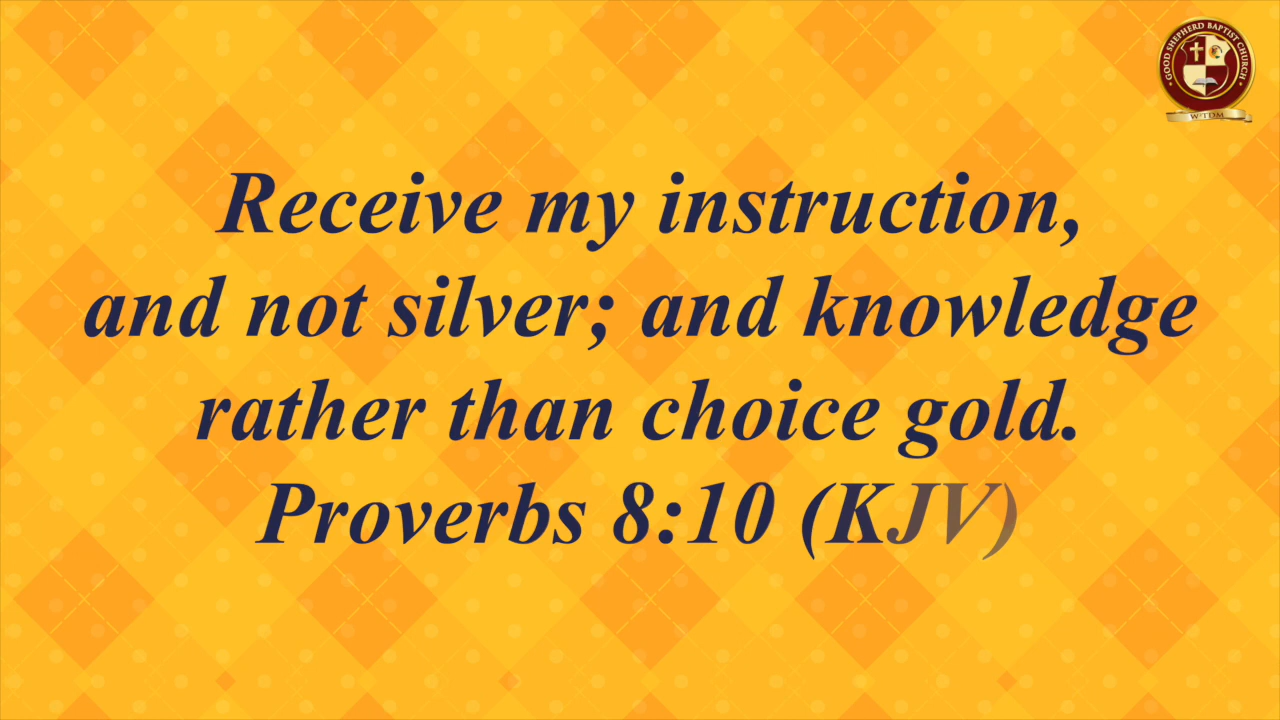 GOOD SHEPHERD BAPTIST CHURCH
Receive my instruction,
and not silver; and knowledge
rather than choice gold.
Proverbs 8:10 (KJV)